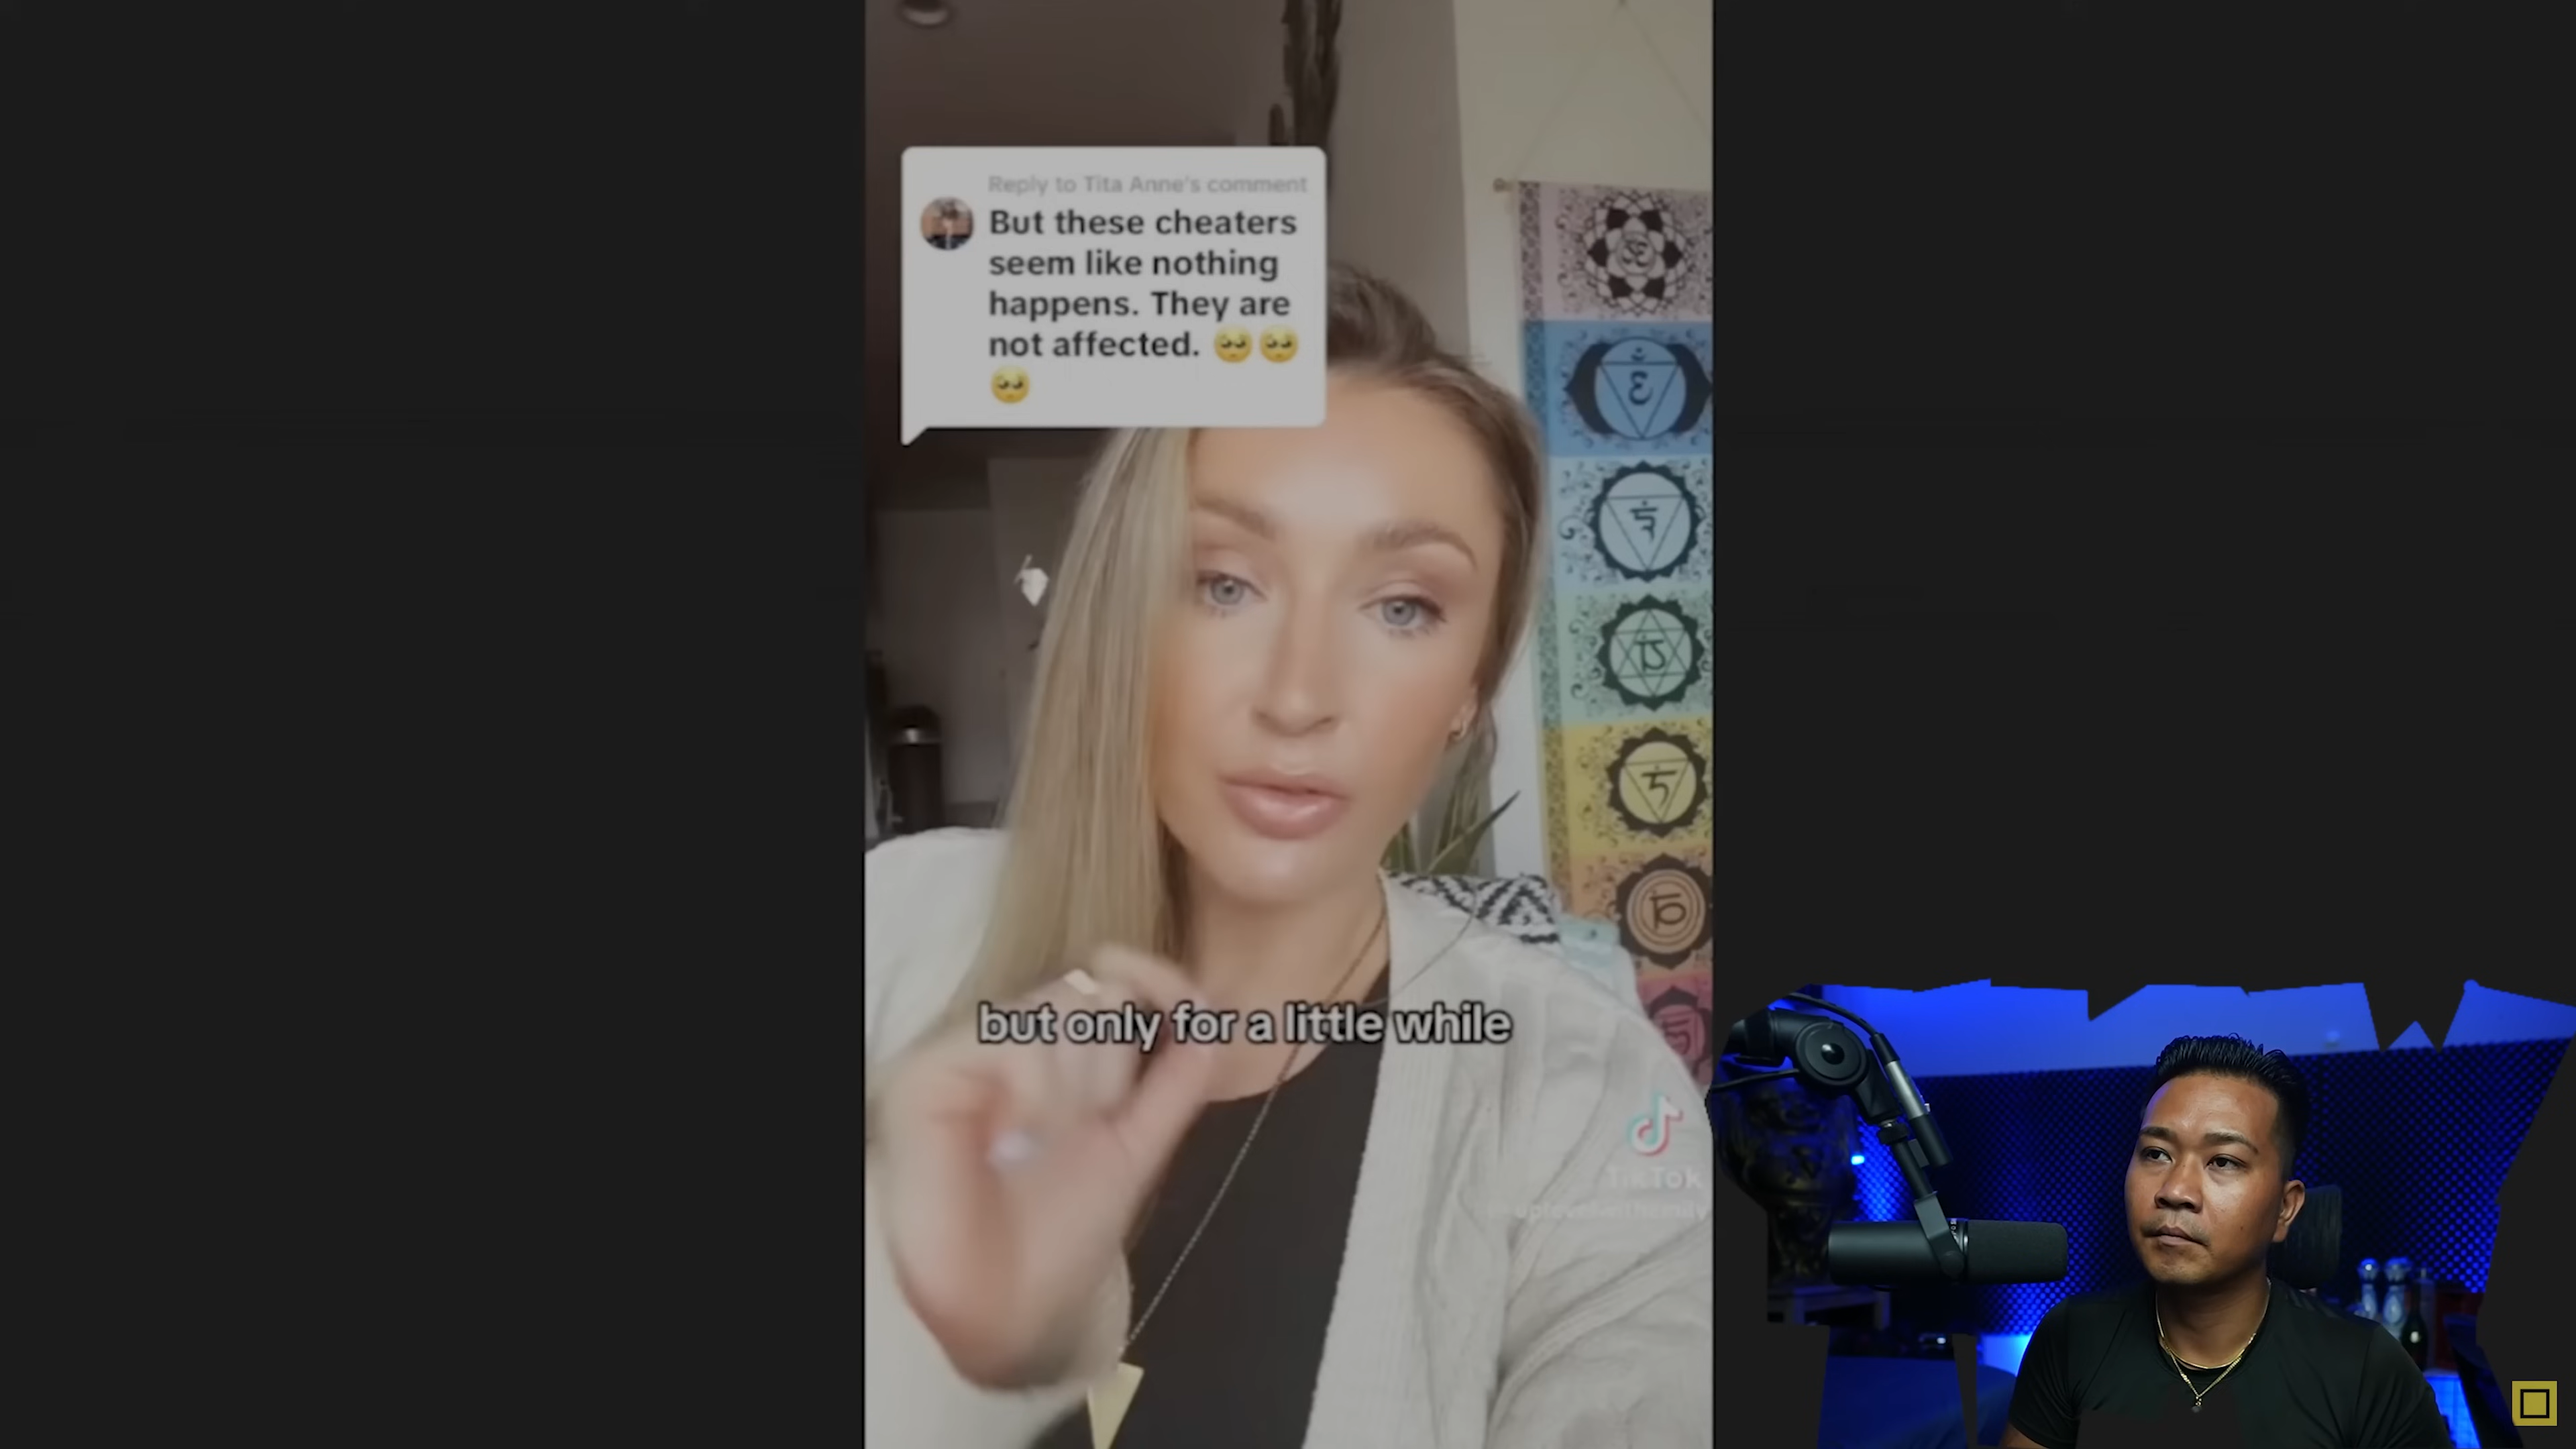 Reply to Tita Anne's comment
But these cheaters
seem like nothing
happens. They are
not affected. 🥺🥺
🥺
but only for a little while
TikTok